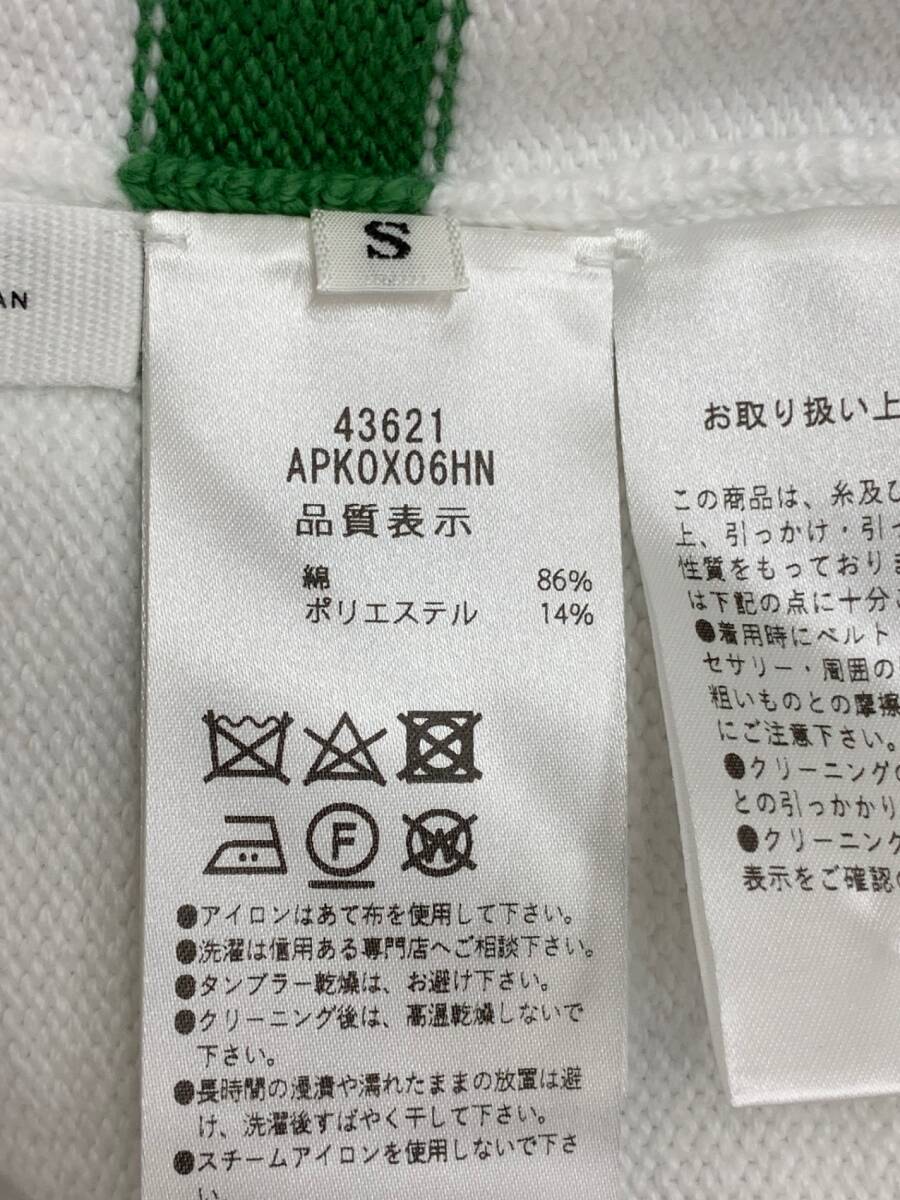 AN
S
43621
APK0X06HN
品質表示
綿 86%
ポリエステル 14%
F
W
●アイロンはあて布を使用して下さい。
●洗濯は信用ある専門店へご相談下さい。
●タンブラー乾燥は、お避け下さい。
●クリーニング後は、高温乾燥しないで
下さい。
●長時間の浸漬や濡れたままの放置は避
け、洗濯後すばやく干して下さい。
●スチームアイロンを使用しないで下さ
い。
お取り扱い上
この商品は、糸及び
上、引っかけ・引っ
性質をもっておりま
は下記の点に十分ご
●着用時にベルト
セサリー・周囲の
粗いものとの摩擦
にご注意下さい。
●クリーニングの
との引っかかり
●クリーニング
表示をご確認の